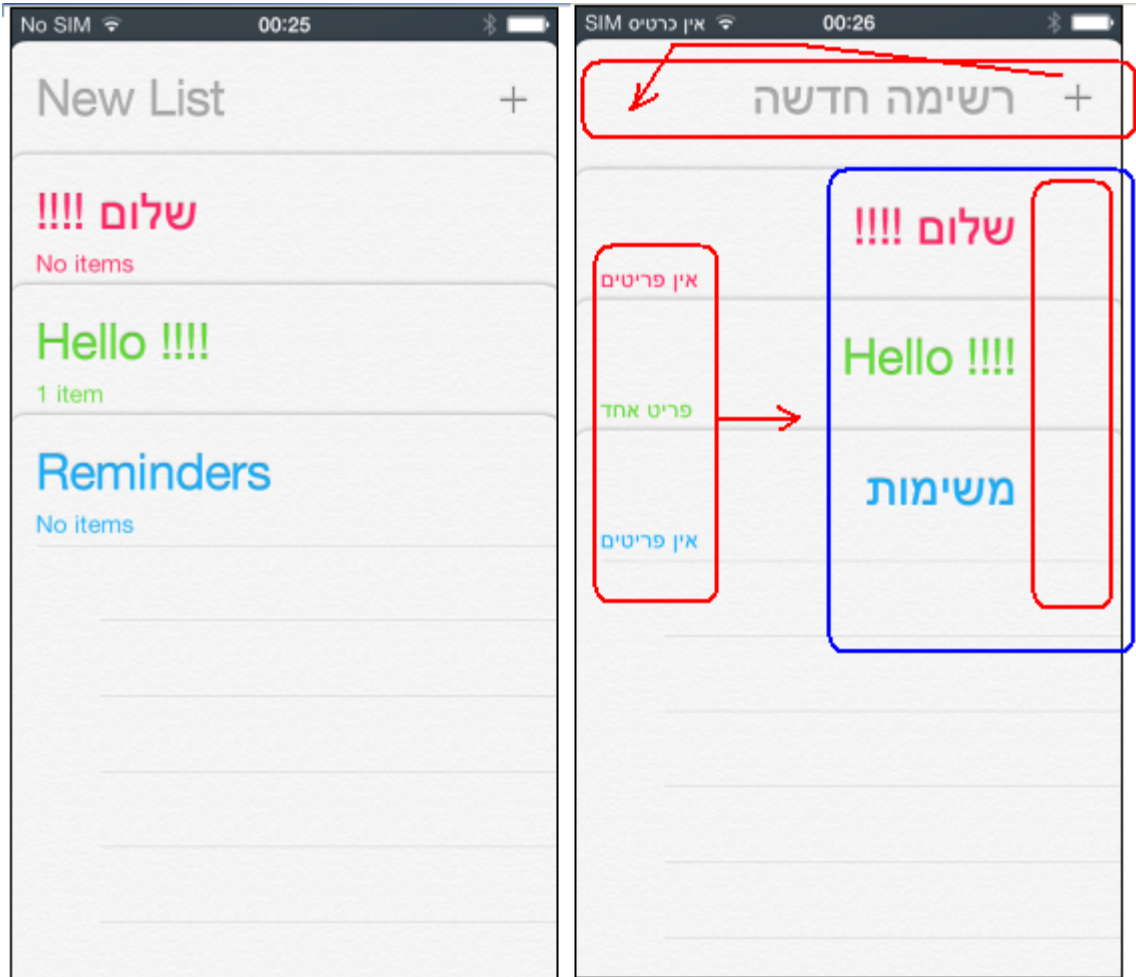 No SIM 00:25
New List +
שלום !!!!
No items
Hello !!!!
1 item
Reminders
No items
אין כרטיס SIM 00:26
רשימה חדשה +
שלום !!!!
אין פריטים
Hello !!!!
פריט אחד
משימות
אין פריטים